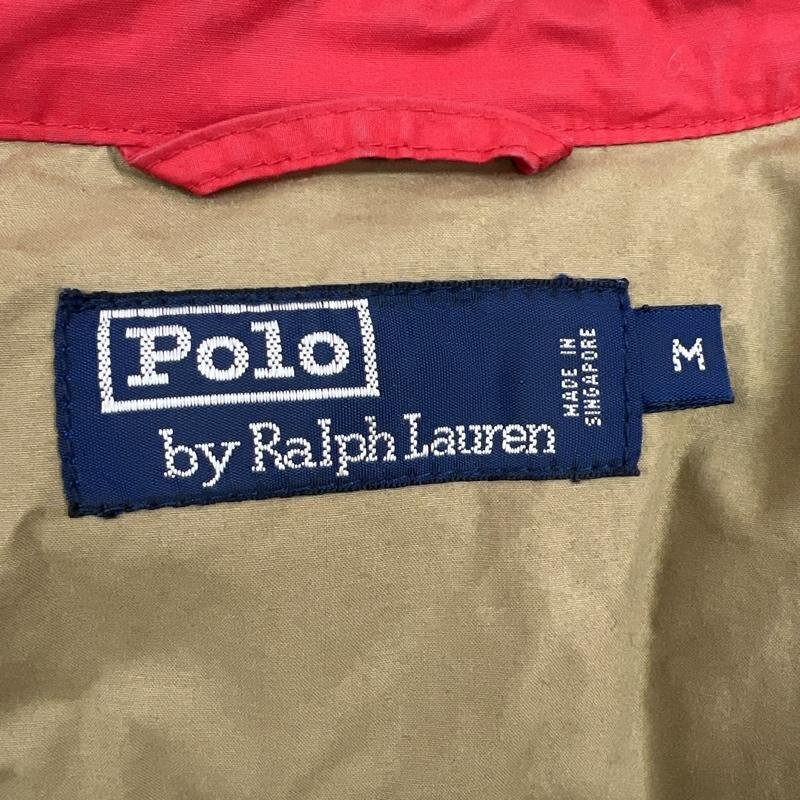 Polo
by Ralph Lauren
MADE IN
SINGAPORE
M